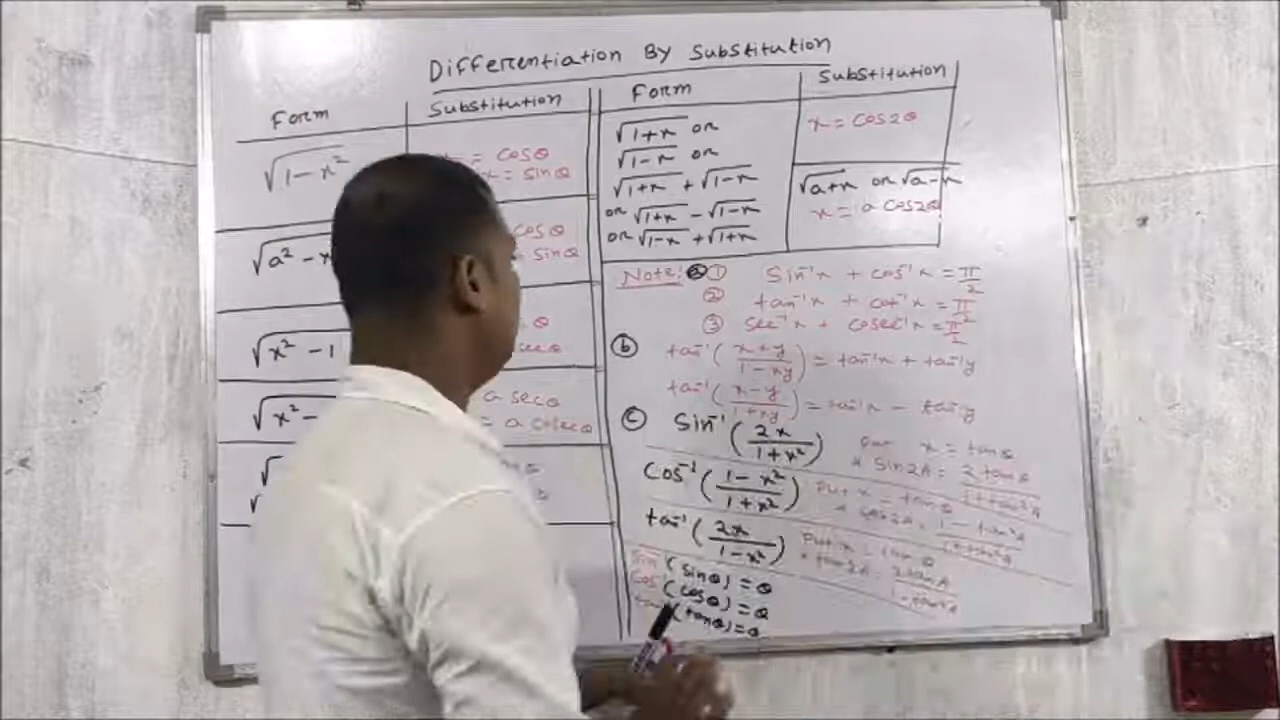 Differentiation By Substitution
Form
Substitution
√1-x²
= cosθ
x = sinθ
√a² - x
cosθ
= sinθ
√x² - 1
θ
secθ
√x² -
a secθ
= a cosecθ
Form
Substitution
√1+x or
√1-x or
√1+x + √1-x
or √1+x - √1-x
or √1-x + √1+x
x = cos2θ
√a+x or √a-x
x = a cos2θ
Note! ⓐ ① Sin⁻¹x + cos⁻¹x = π/2
② tan⁻¹x + cot⁻¹x = π/2
③ sec⁻¹x + cosec⁻¹x = π/2
ⓑ tan⁻¹(x+y/1-xy) = tan⁻¹x + tan⁻¹y
tan⁻¹(x-y/1+xy) = tan⁻¹x - tan⁻¹y
ⓒ Sin⁻¹(2x/1+x²) Put x = tanθ
& Sin2A = 2tanA/1+tan²A
Cos⁻¹(1-x²/1+x²) Put x = tanθ
& cos2A = 1-tan²A/1+tan²A
tan⁻¹(2x/1-x²) Put x = tanθ
& tan2A = 2tanA/1-tan²A
Sin⁻¹(sinθ) = θ
Cos⁻¹(cosθ) = θ
tan⁻¹(tanθ) = θ